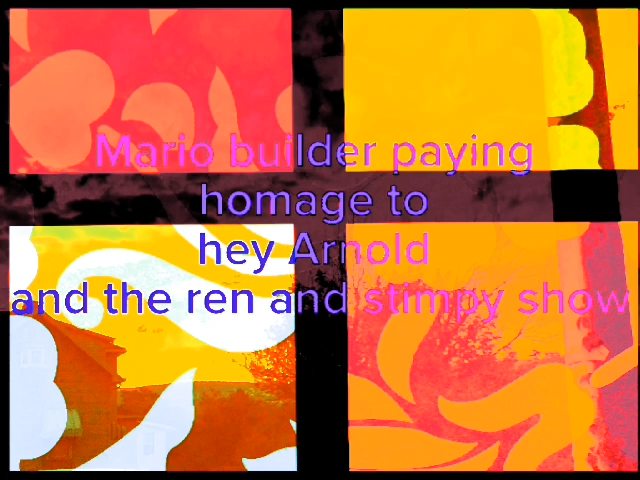 Mario builder paying
homage to
hey Arnold
and the ren and stimpy show